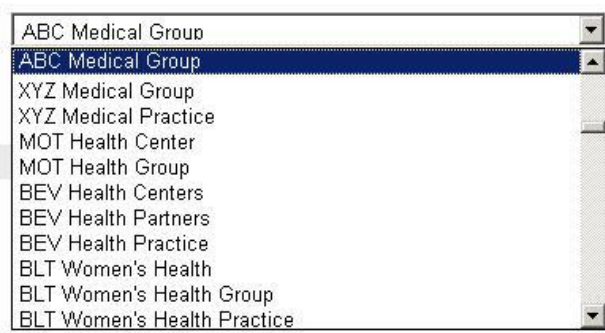 ABC Medical Group
ABC Medical Group
XYZ Medical Group
XYZ Medical Practice
MOT Health Center
MOT Health Group
BEV Health Centers
BEV Health Partners
BEV Health Practice
BLT Women's Health
BLT Women's Health Group
BLT Women's Health Practice